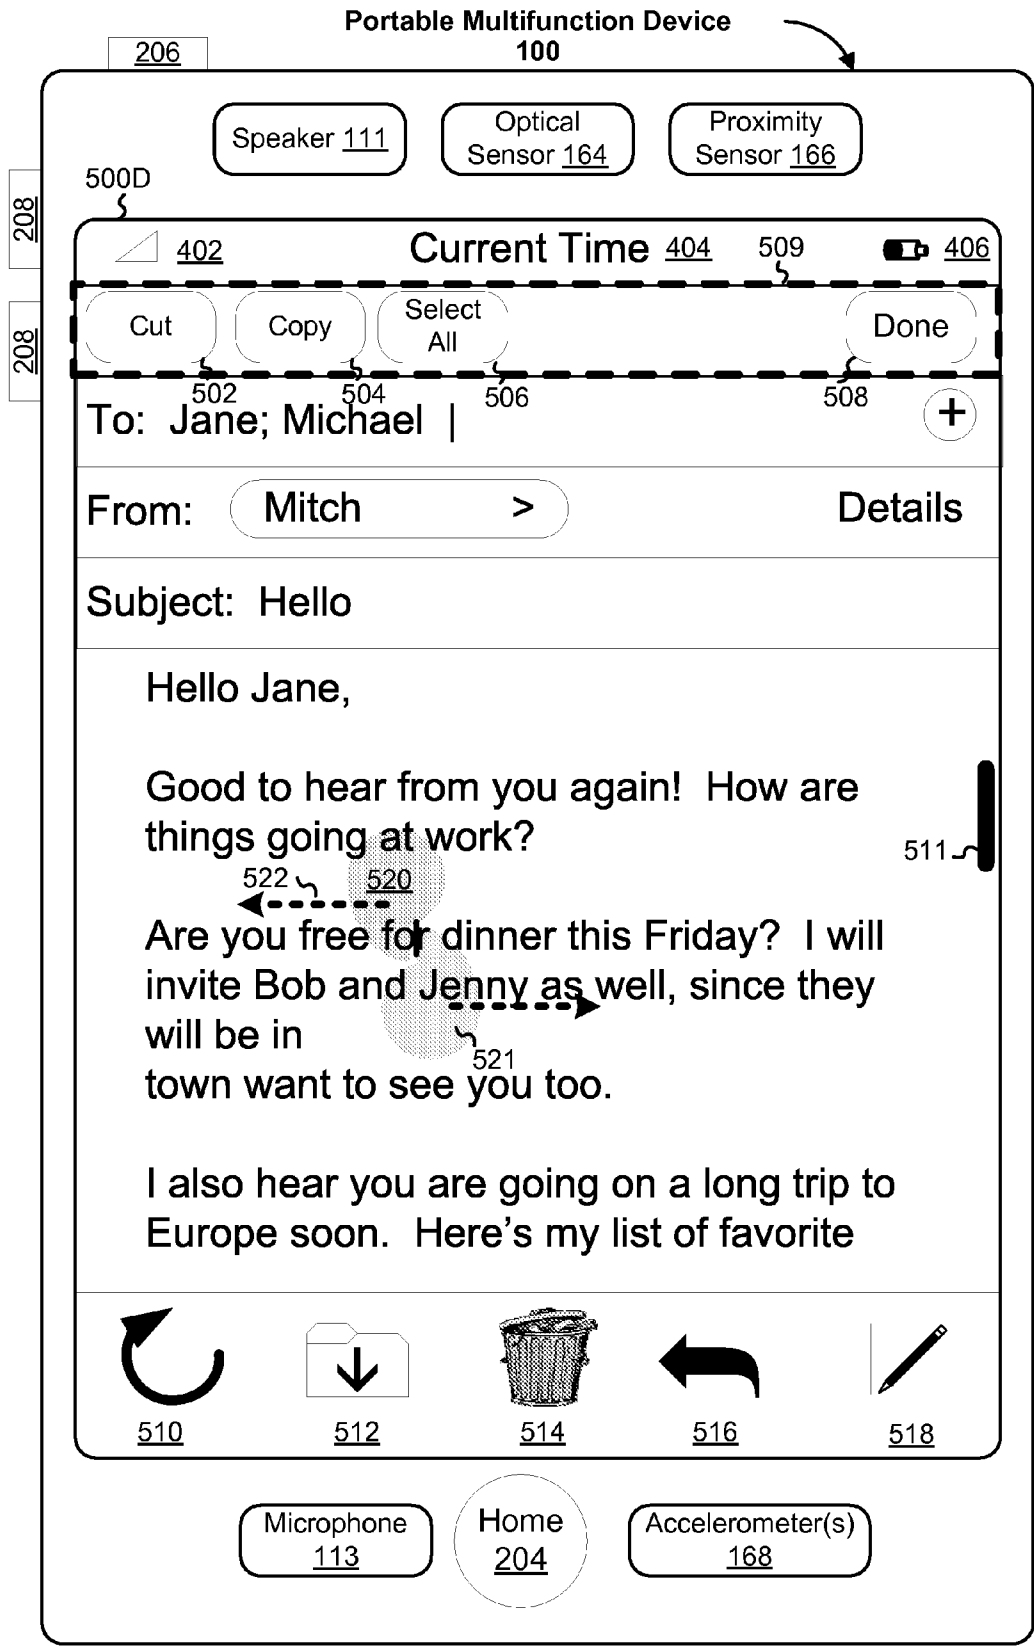 Portable Multifunction Device
100
206
Speaker 111
Optical
Sensor 164
Proximity
Sensor 166
208
500D
402
Current Time 404
509
406
208
Cut
Copy
Select
All
Done
502
504
506
508
To: Jane; Michael |
+
From: Mitch > Details
Subject: Hello
Hello Jane,
Good to hear from you again! How are
things going at work?
511
522
520
Are you free for dinner this Friday? I will
invite Bob and Jenny as well, since they
will be in
521
town want to see you too.
I also hear you are going on a long trip to
Europe soon. Here's my list of favorite
510
512
514
516
518
Microphone
113
Home
204
Accelerometer(s)
168